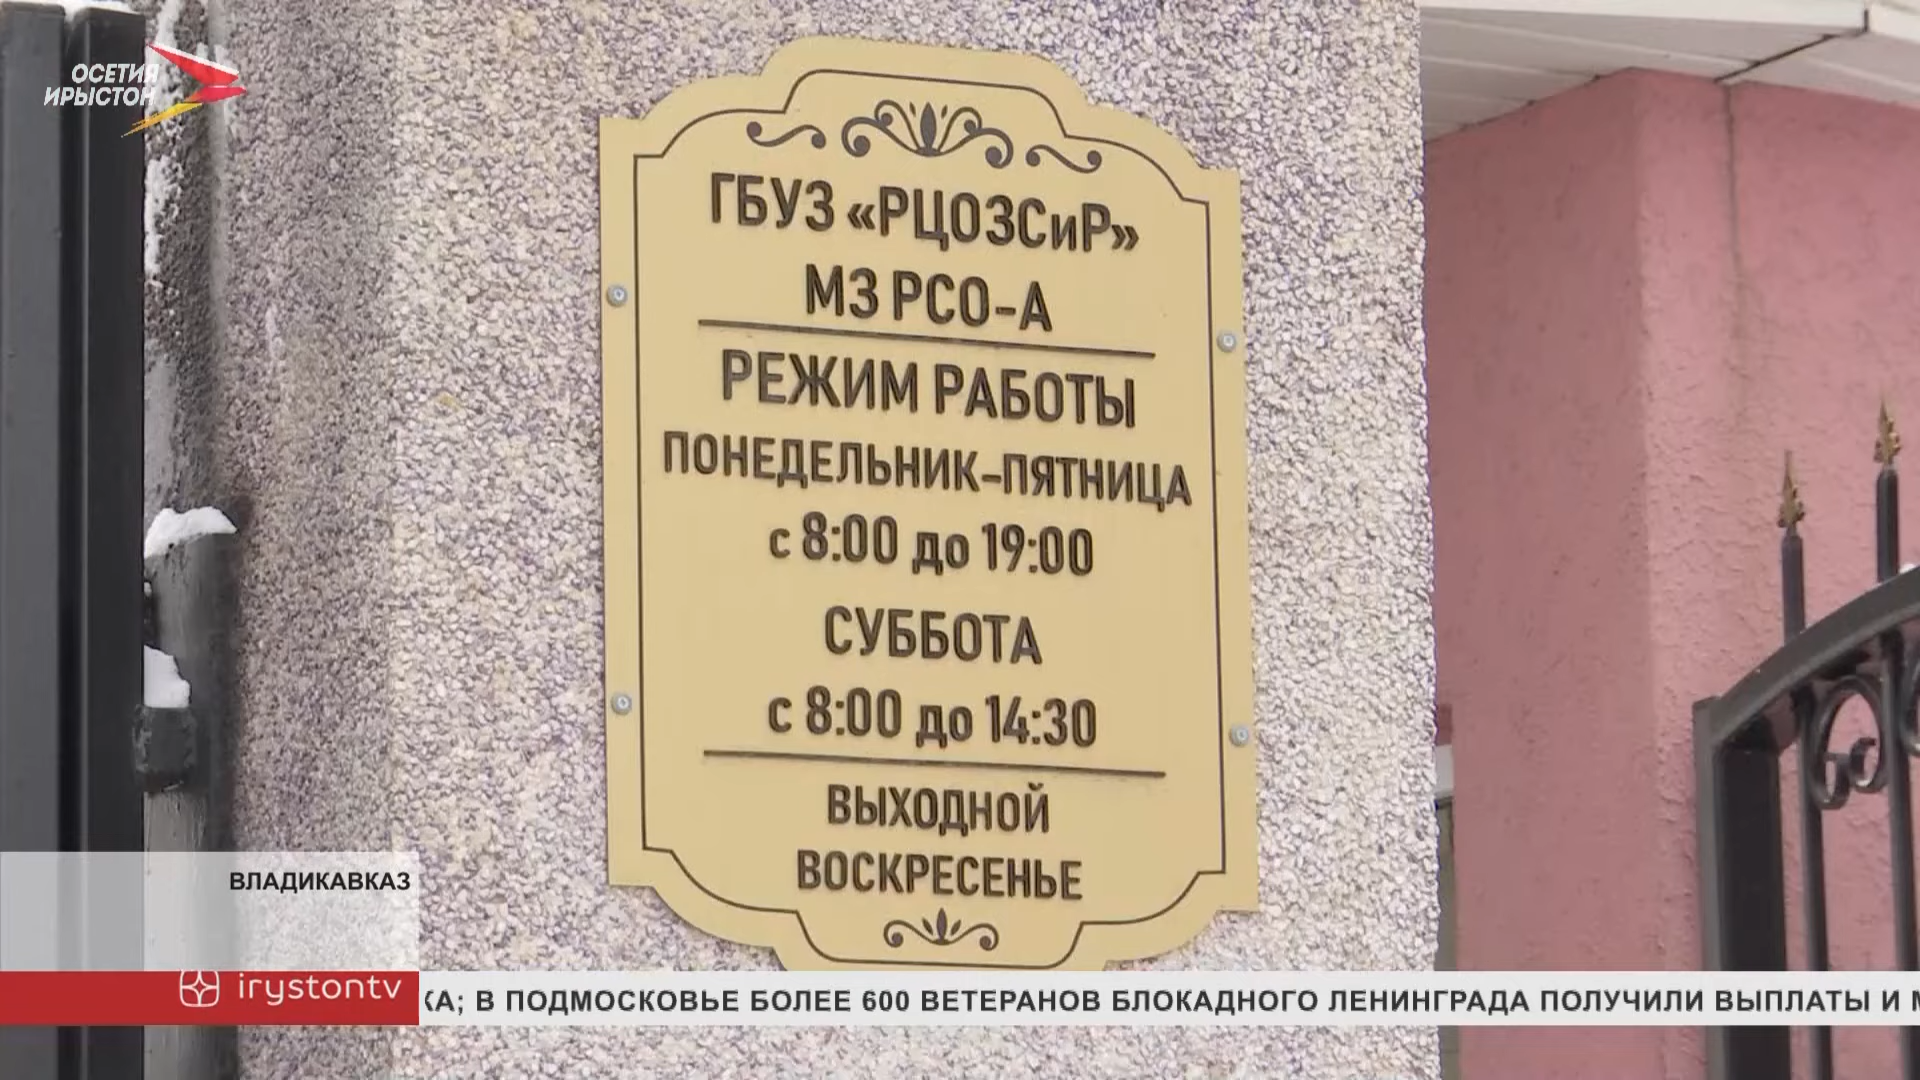 ОСЕТИЯ
ИРЫСТОН
ГБУЗ «РЦОЗСиР»
МЗ РСО-А
РЕЖИМ РАБОТЫ
ПОНЕДЕЛЬНИК-ПЯТНИЦА
с 8:00 до 19:00
СУББОТА
с 8:00 до 14:30
ВЫХОДНОЙ
ВОСКРЕСЕНЬЕ
ВЛАДИКАВКАЗ
irystontv
КА; В ПОДМОСКОВЬЕ БОЛЕЕ 600 ВЕТЕРАНОВ БЛОКАДНОГО ЛЕНИНГРАДА ПОЛУЧИЛИ ВЫПЛАТЫ И